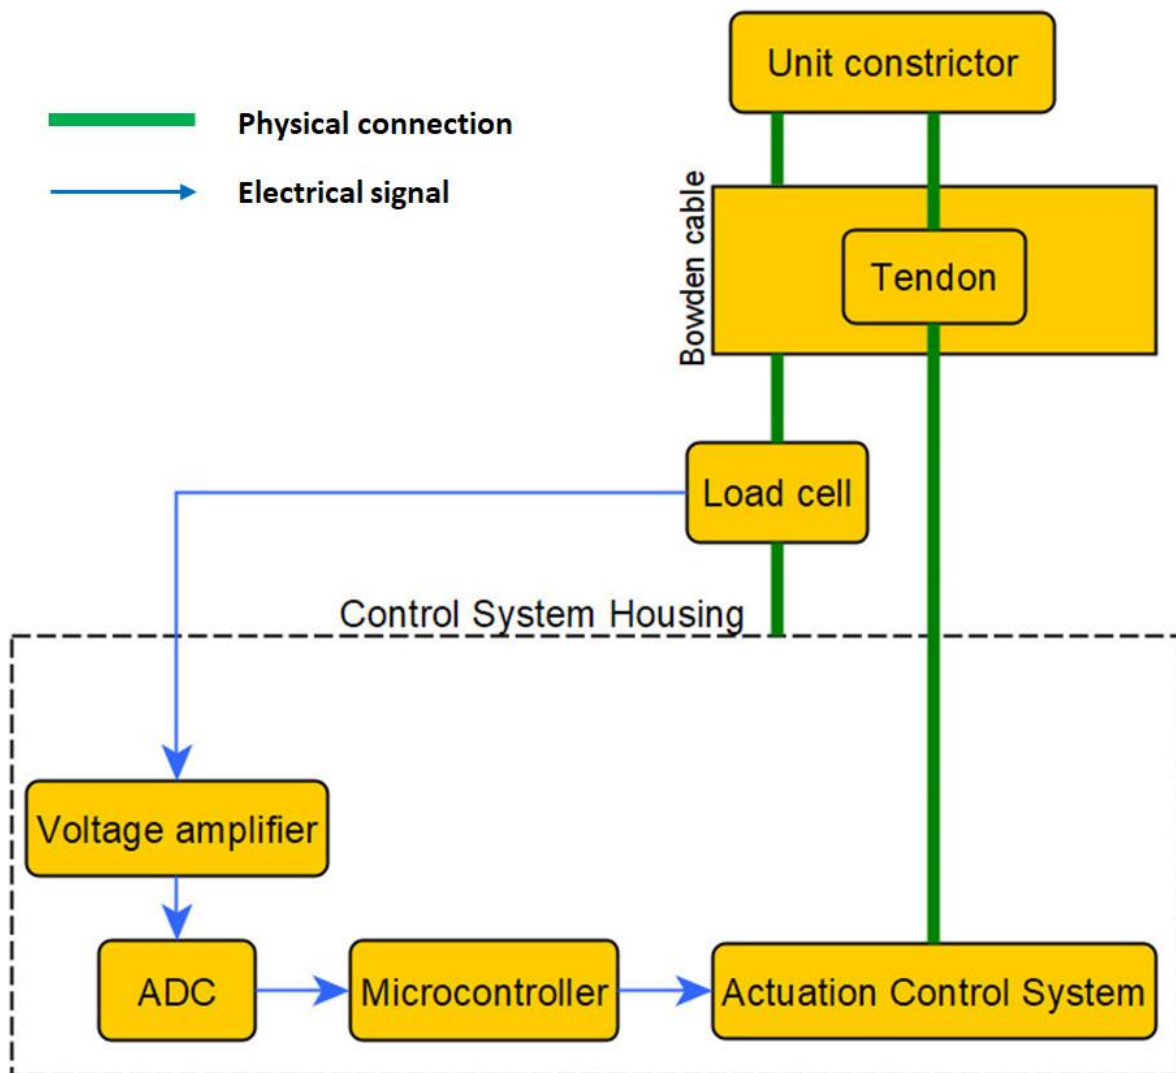 Unit constrictor
Physical connection
Electrical signal
Bowden cable
Tendon
Load cell
Control System Housing
Voltage amplifier
ADC
Microcontroller
Actuation Control System